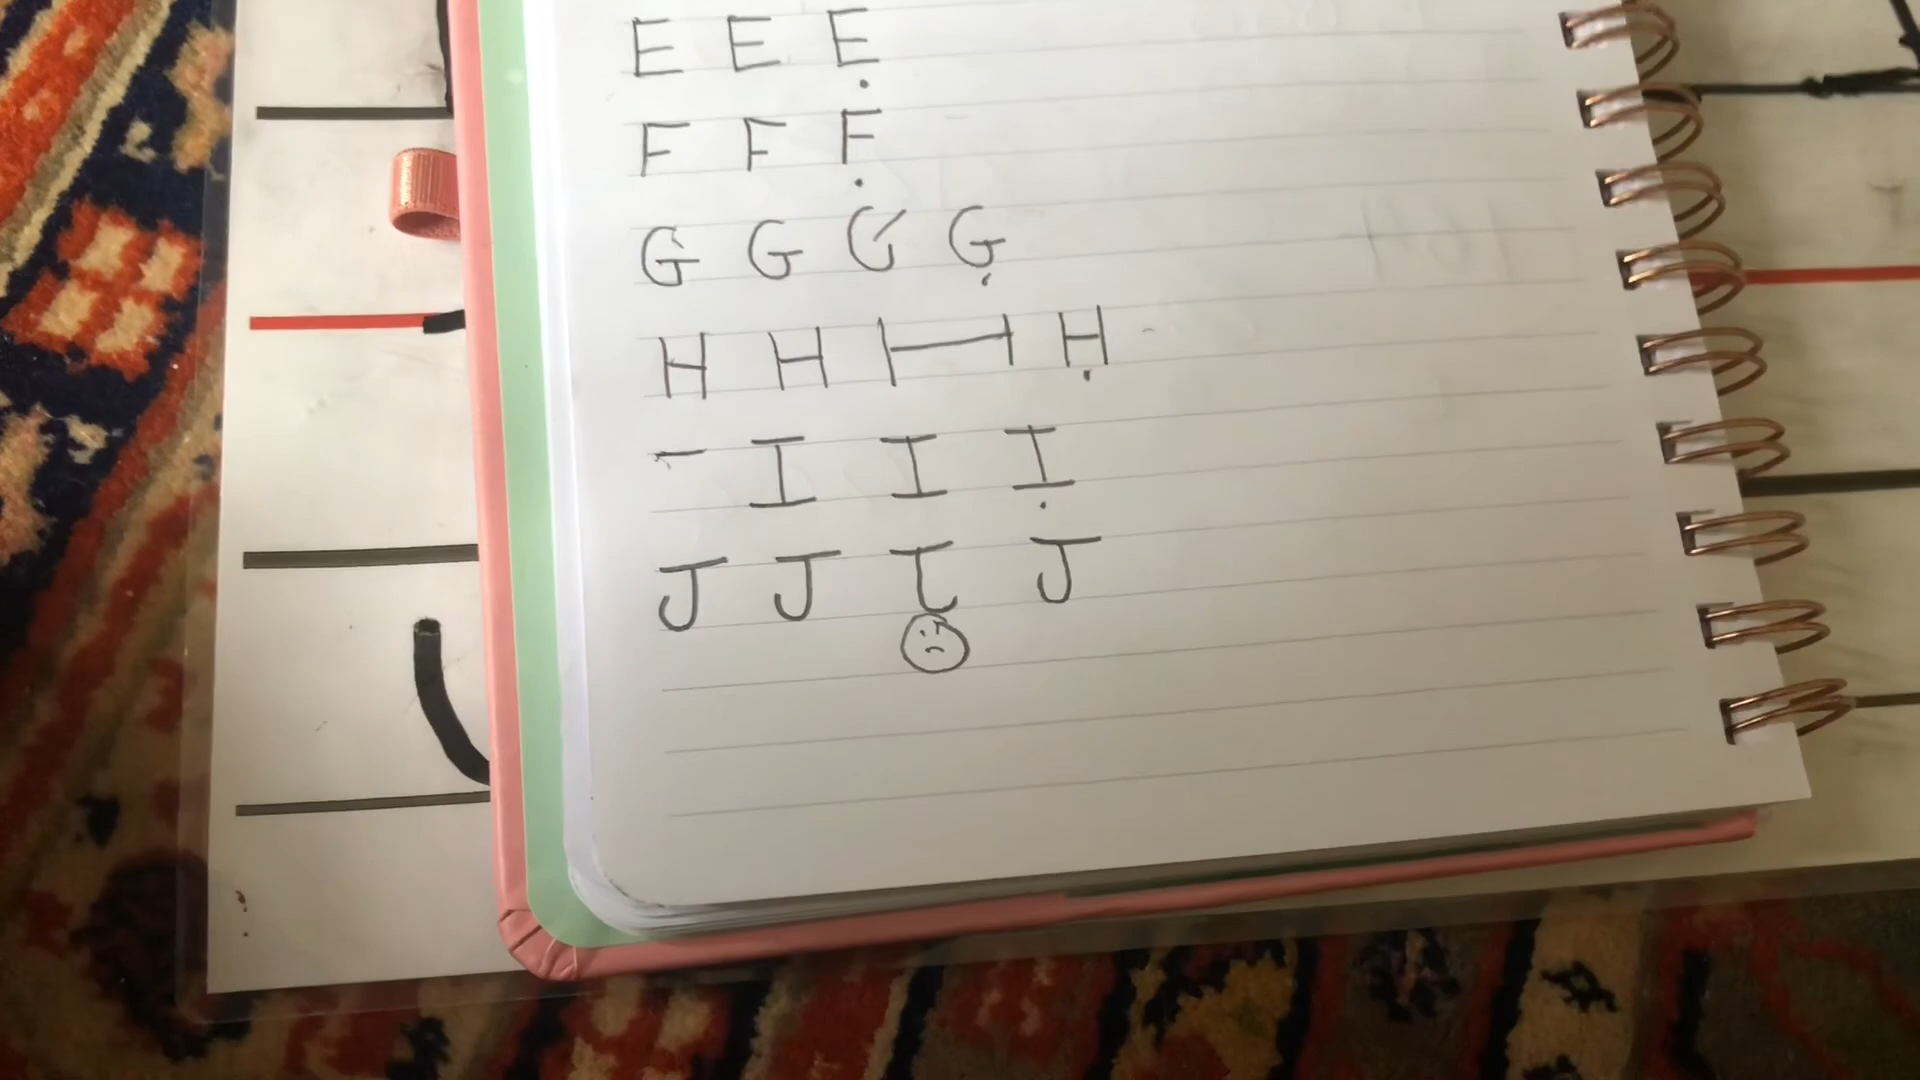 E E E
F F F
G G G G
H H H H
I I I
J J J J